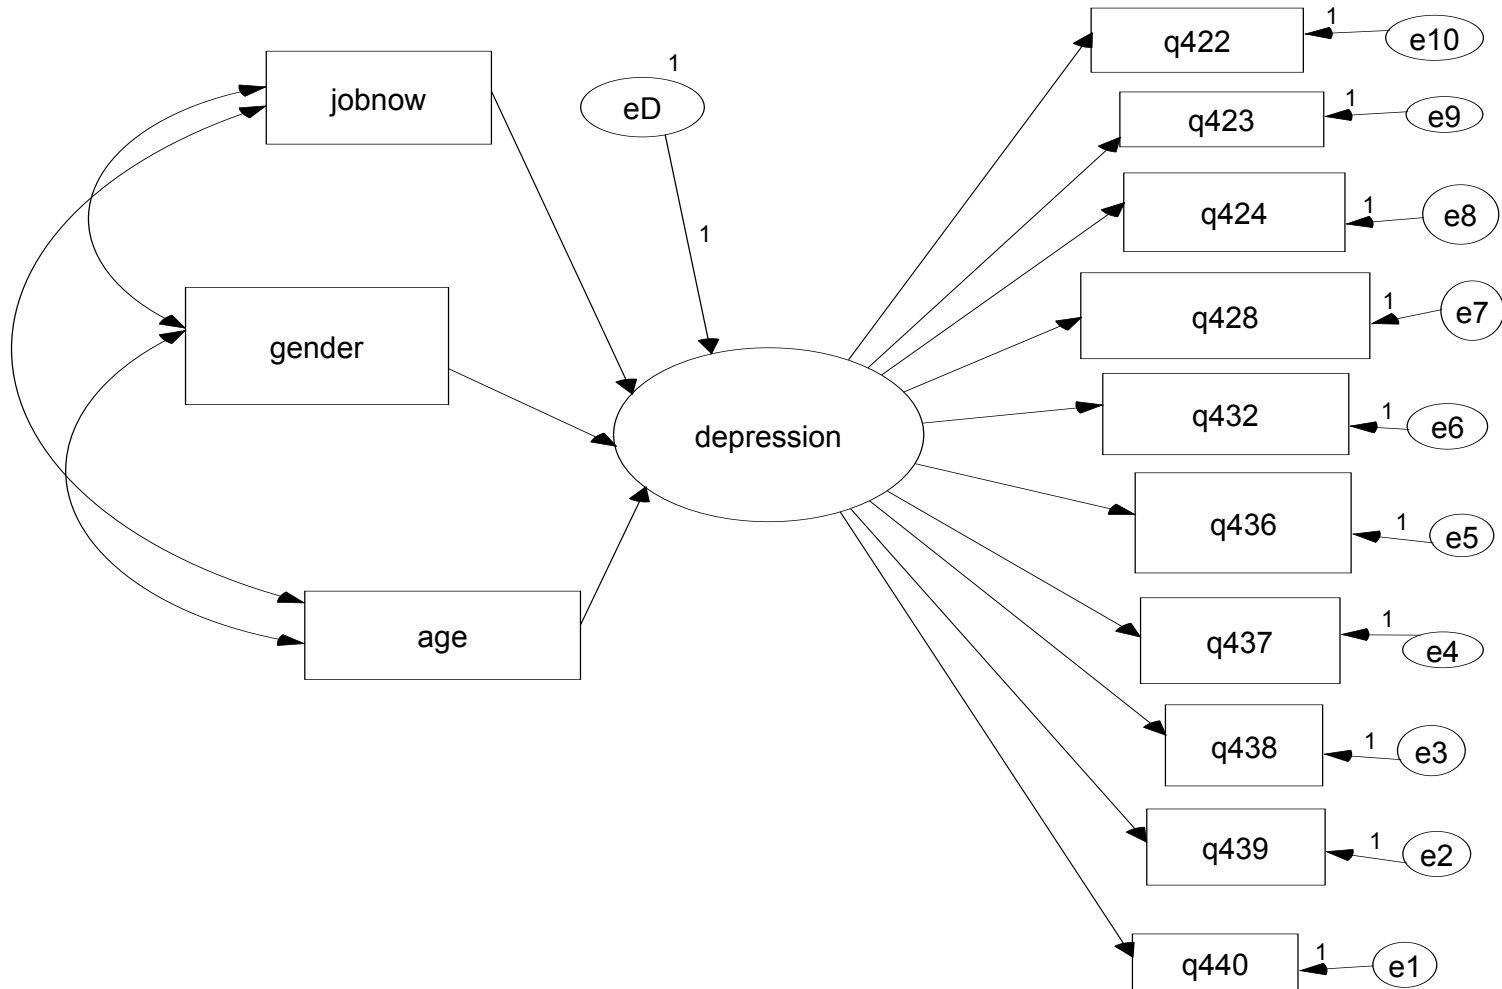 jobnow
gender
age
1
eD
1
depression
q422
1
e10
q423
1
e9
q424
1
e8
q428
1
e7
q432
1
e6
q436
1
e5
q437
1
e4
q438
1
e3
q439
1
e2
q440
1
e1